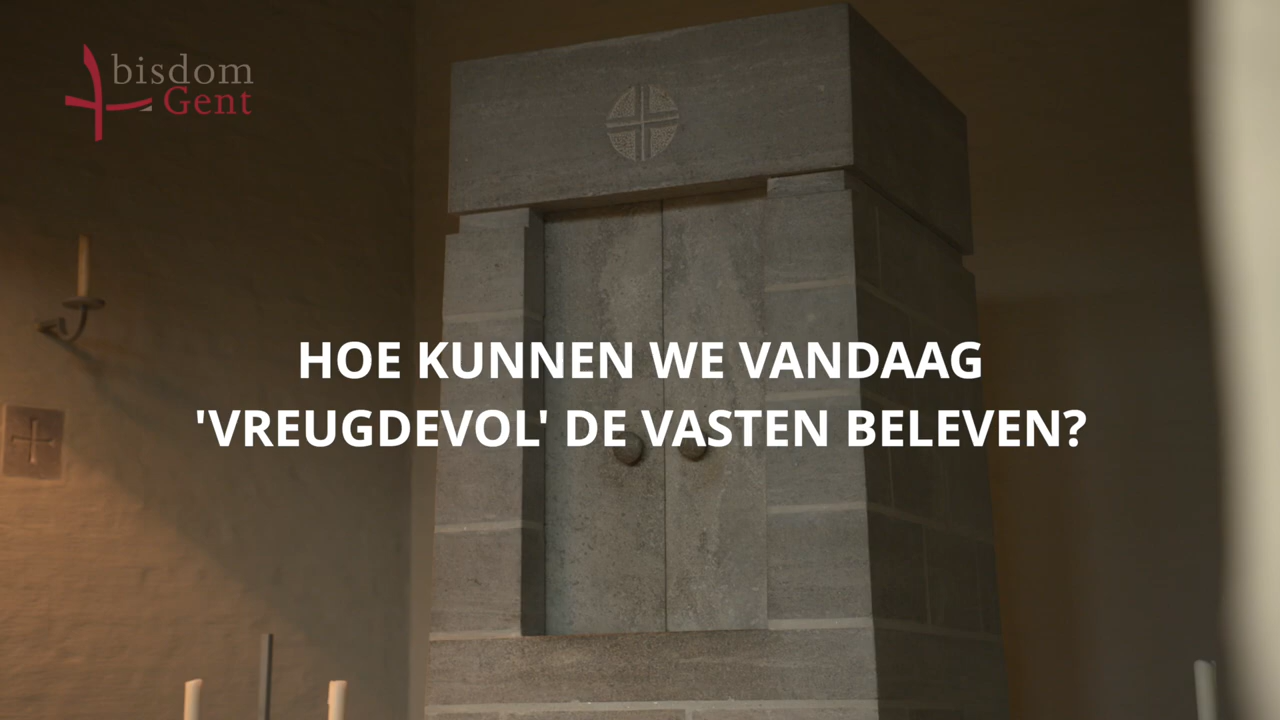 bisdom
Gent
HOE KUNNEN WE VANDAAG
'VREUGDEVOL' DE VASTEN BELEVEN?